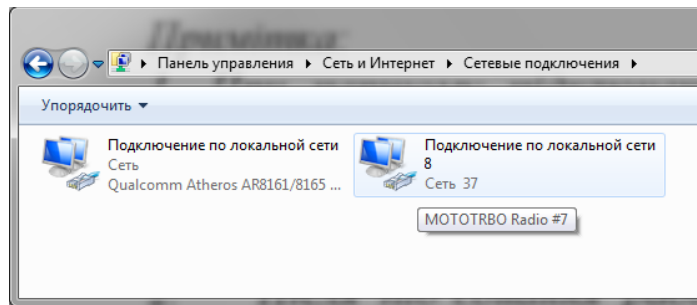 Примітка:
Панель управления ▸ Сеть и Интернет ▸ Сетевые подключения ▸
Упорядочить ▾
Подключение по локальной сети
Сеть
Qualcomm Atheros AR8161/8165 ...
Подключение по локальной сети
8
Сеть 37
MOTOTRBO Radio #7